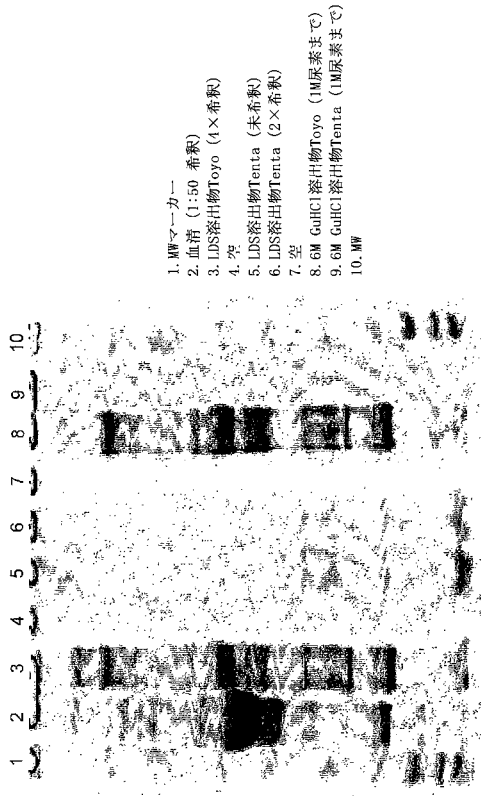 1 2 3 4 5 6 7 8 9 10
1. MWマーカー
2. 血清 (1:50 希釈)
3. LDS溶出物Toyo (4×希釈)
4. 空
5. LDS溶出物Tenta (未希釈)
6. LDS溶出物Tenta (2×希釈)
7. 空
8. 6M GuHCl溶出物Toyo (1M尿素まで)
9. 6M GuHCl溶出物Tenta (1M尿素まで)
10. MW